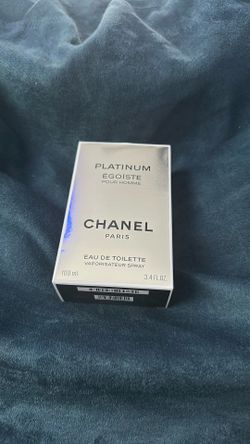 PLATINUM
ÉGOÏSTE
POUR HOMME
CHANEL
PARIS
EAU DE TOILETTE
VAPORISATEUR SPRAY
100 ml 3.4 FL. OZ.